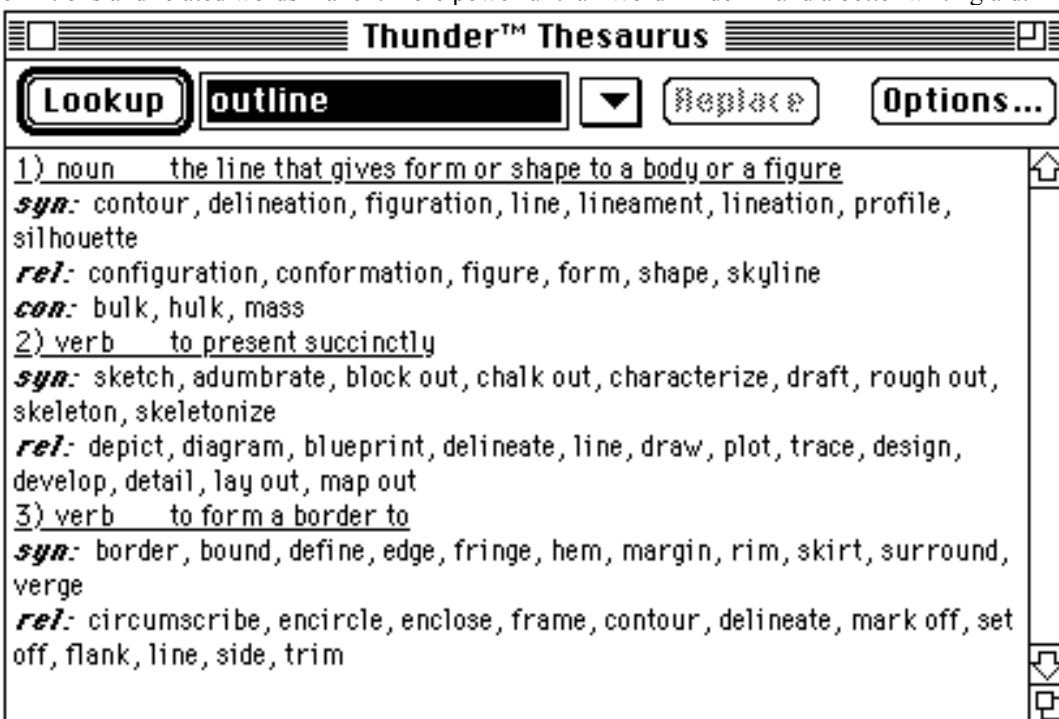 Thunder™ Thesaurus
Lookup outline Replace Options...
1) noun the line that gives form or shape to a body or a figure
syn: contour, delineation, figuration, line, lineament, lineation, profile,
silhouette
rel: configuration, conformation, figure, form, shape, skyline
con: bulk, hulk, mass
2) verb to present succinctly
syn: sketch, adumbrate, block out, chalk out, characterize, draft, rough out,
skeleton, skeletonize
rel: depict, diagram, blueprint, delineate, line, draw, plot, trace, design,
develop, detail, lay out, map out
3) verb to form a border to
syn: border, bound, define, edge, fringe, hem, margin, rim, skirt, surround,
verge
rel: circumscribe, encircle, enclose, frame, contour, delineate, mark off, set
off, flank, line, side, trim